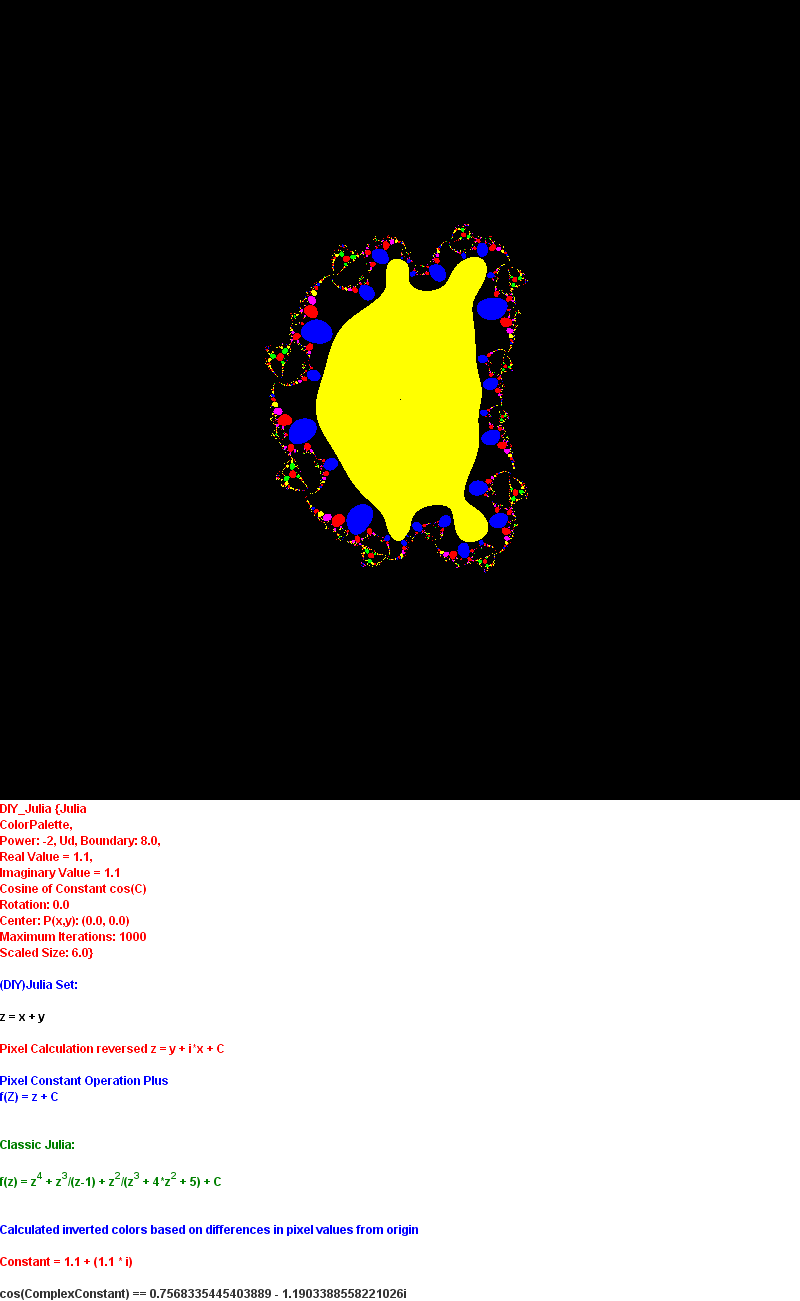 DIY_Julia {Julia
ColorPalette,
Power: -2, Ud, Boundary: 8.0,
Real Value = 1.1,
Imaginary Value = 1.1
Cosine of Constant cos(C)
Rotation: 0.0
Center: P(x,y): (0.0, 0.0)
Maximum Iterations: 1000
Scaled Size: 6.0}
(DIY)Julia Set:
z = x + y
Pixel Calculation reversed z = y + i*x + C
Pixel Constant Operation Plus
f(Z) = z + C
Classic Julia:
f(z) = z^4 + z^3/(z-1) + z^2/(z^3 + 4*z^2 + 5) + C
Calculated inverted colors based on differences in pixel values from origin
Constant = 1.1 + (1.1 * i)
cos(ComplexConstant) == 0.7568335445403889 - 1.1903388558221026i